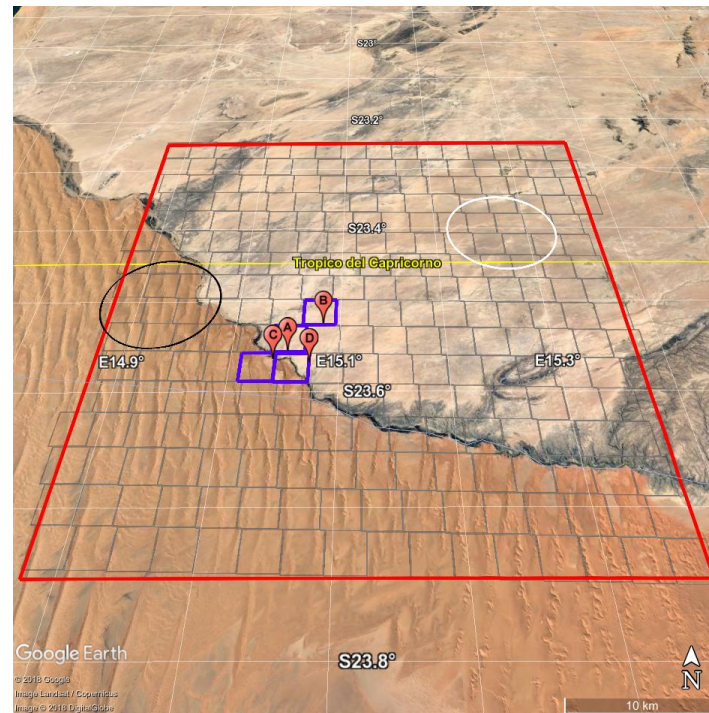 S23°
S23.2°
S23.4°
Tropico del Capricorno
B
C A D
E14.9° E15.1° E15.3°
S23.6°
Google Earth
S23.8°
© 2018 Google
Image Landsat / Copernicus
Image © 2018 DigitalGlobe
N
10 km